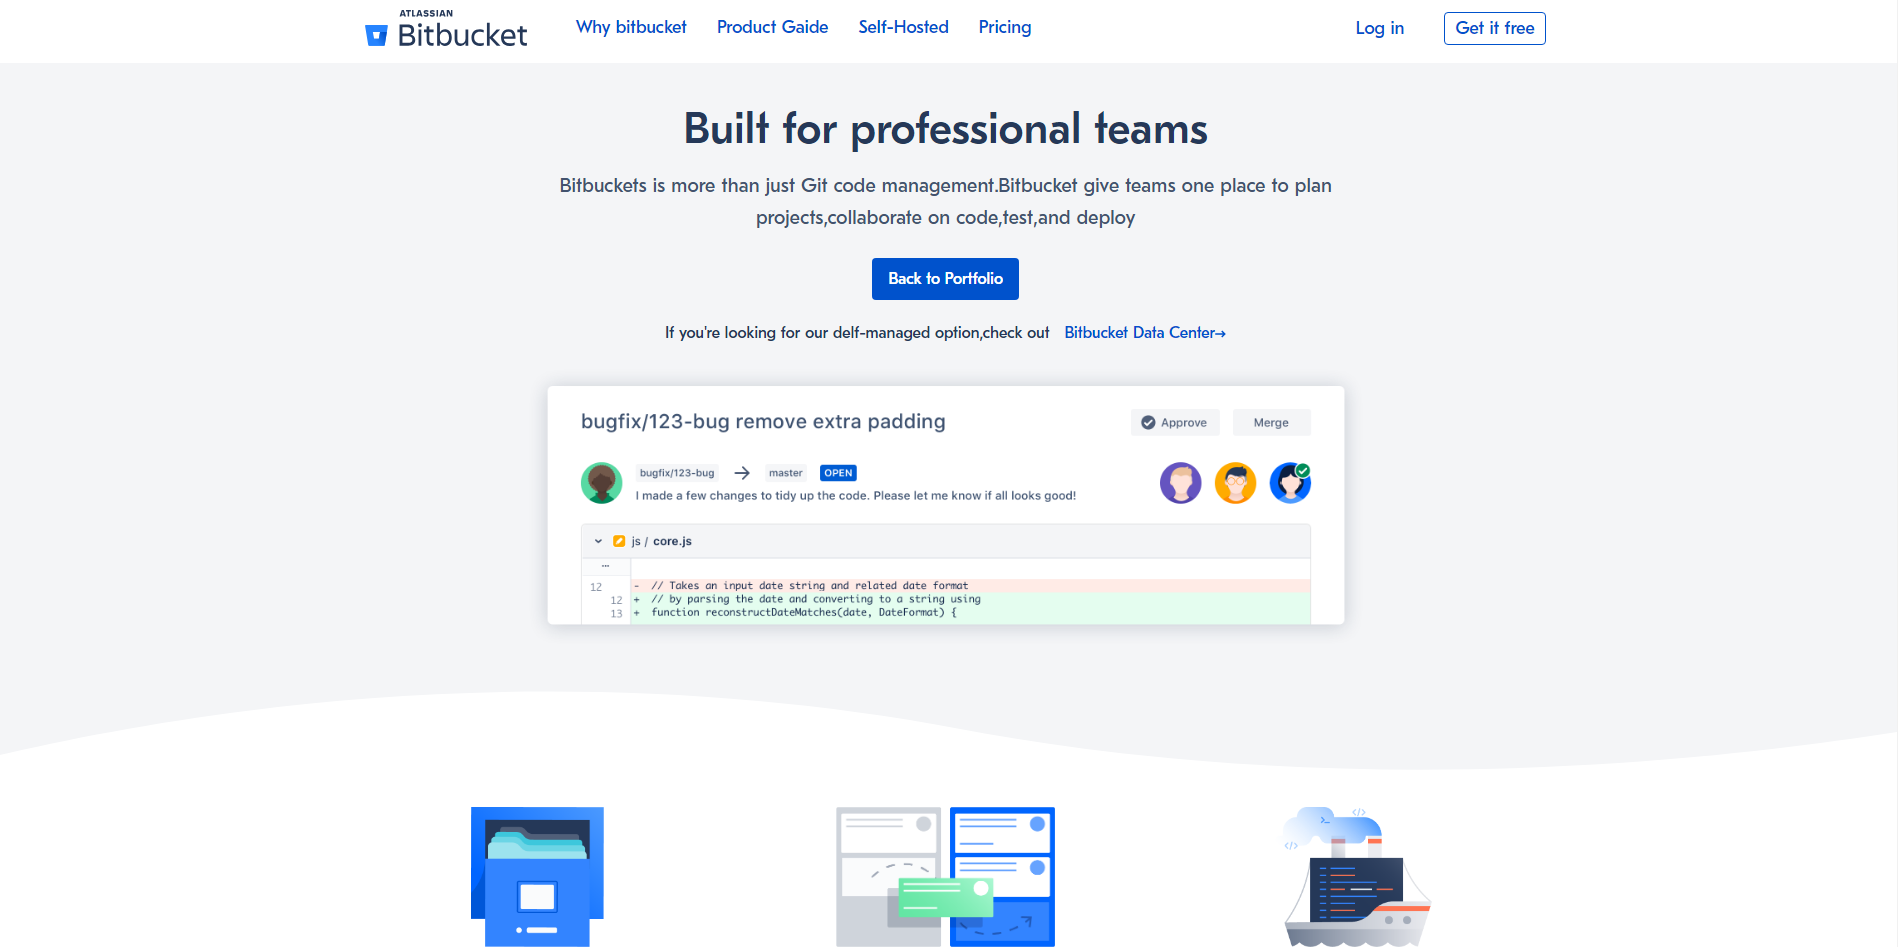 ATLASSIAN
Bitbucket
Why bitbucket
Product Gaide
Self-Hosted
Pricing
Log in
Get it free
Built for professional teams
Bitbuckets is more than just Git code management.Bitbucket give teams one place to plan
projects,collaborate on code,test,and deploy
Back to Portfolio
If you're looking for our delf-managed option,check out Bitbucket Data Center→
bugfix/123-bug remove extra padding
Approve
Merge
bugfix/123-bug → master OPEN
I made a few changes to tidy up the code. Please let me know if all looks good!
js / core.js
...
12 - // Takes an input date string and related date format
12 + // by parsing the date and converting to a string using
13 + function reconstructDateMatches(date, DateFormat) {